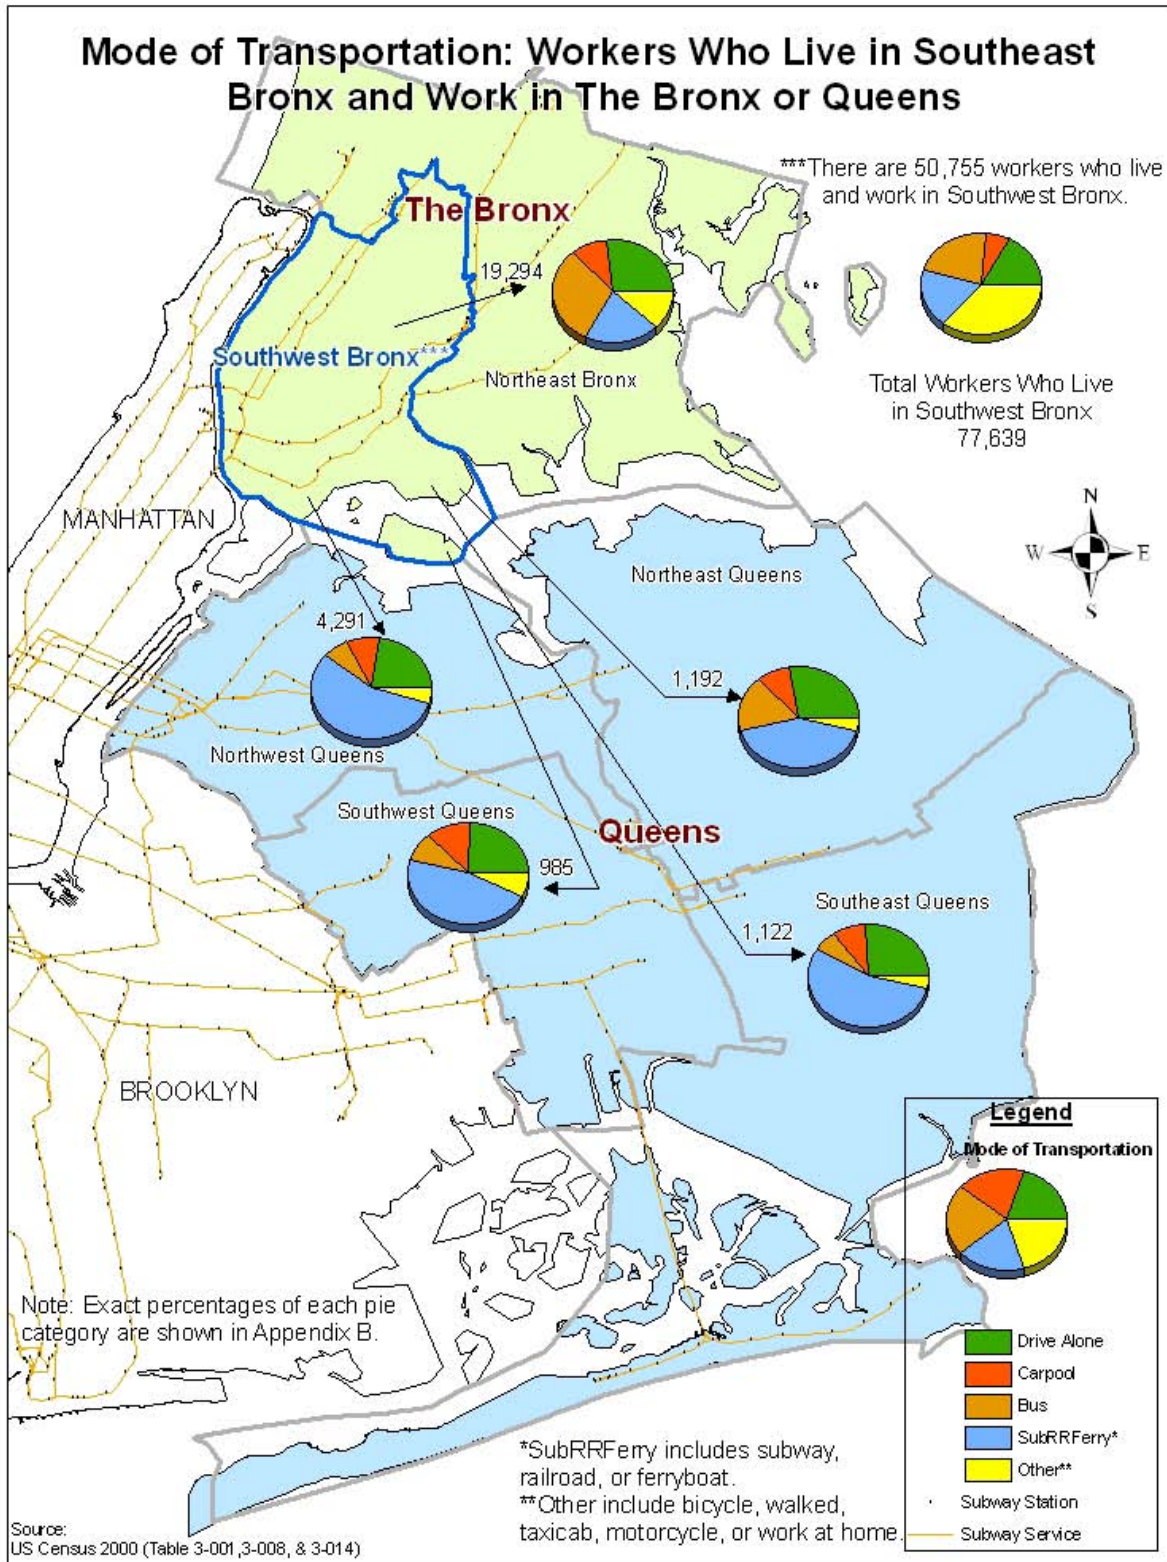 Mode of Transportation: Workers Who Live in Southeast
Bronx and Work in The Bronx or Queens
***There are 50,755 workers who live
and work in Southwest Bronx.
The Bronx
19,294
Southwest Bronx***
Northeast Bronx
Total Workers Who Live
in Southwest Bronx
77,639
MANHATTAN
N
W
E
S
Northeast Queens
4,291
1,192
Northwest Queens
Southwest Queens
Queens
985
Southeast Queens
1,122
BROOKLYN
Legend
Mode of Transportation
Note: Exact percentages of each pie
category are shown in Appendix B.
Drive Alone
Carpool
Bus
SubRRFerry*
Other**
Subway Station
Subway Service
*SubRRFerry includes subway,
railroad, or ferryboat.
**Other include bicycle, walked,
taxicab, motorcycle, or work at home.
Source:
US Census 2000 (Table 3-001,3-008, & 3-014)